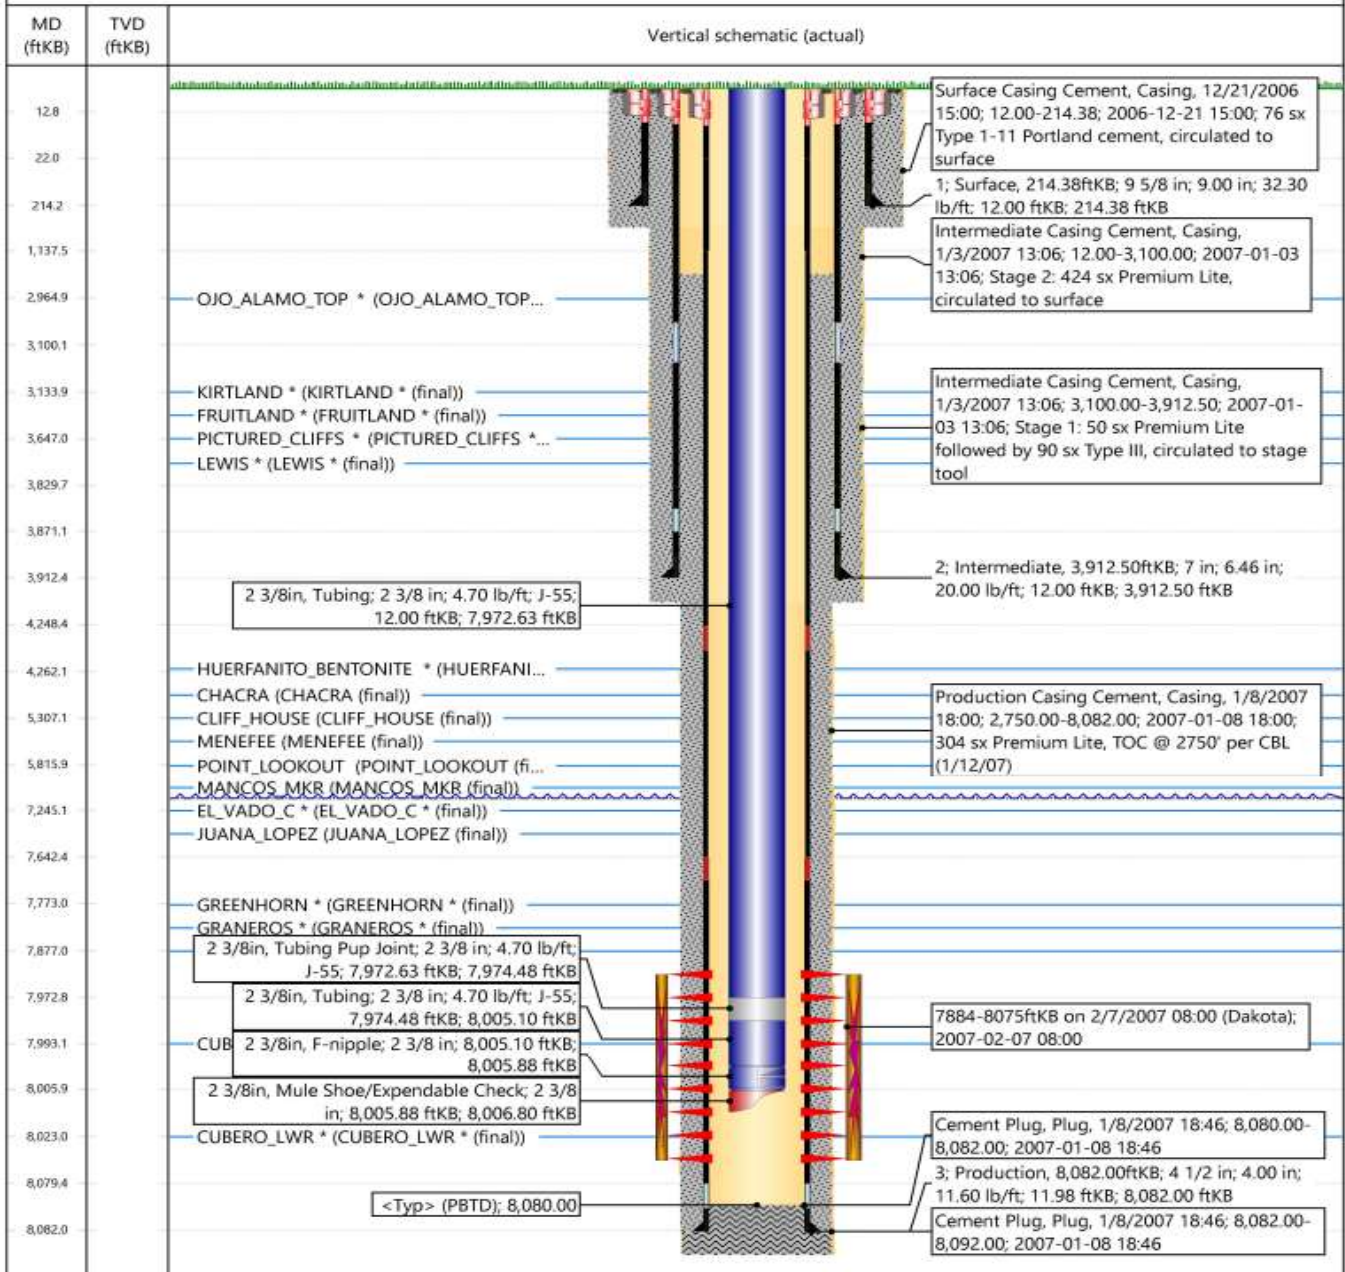 MD
(ftKB)
TVD
(ftKB)
Vertical schematic (actual)
12.8
22.0
214.2
1,137.5
2,964.9
3,100.1
3,133.9
3,647.0
3,829.7
3,871.1
3,912.4
4,248.4
4,262.1
5,307.1
5,815.9
7,245.1
7,642.4
7,773.0
7,877.0
7,972.8
7,993.1
8,005.9
8,023.0
8,079.4
8,082.0
OJO_ALAMO_TOP * (OJO_ALAMO_TOP...
KIRTLAND * (KIRTLAND * (final))
FRUITLAND * (FRUITLAND * (final))
PICTURED_CLIFFS * (PICTURED_CLIFFS *...
LEWIS * (LEWIS * (final))
2 3/8in, Tubing; 2 3/8 in; 4.70 lb/ft; J-55;
12.00 ftKB; 7,972.63 ftKB
HUERFANITO_BENTONITE * (HUERFANI...
CHACRA (CHACRA (final))
CLIFF_HOUSE (CLIFF_HOUSE (final))
MENEFEE (MENEFEE (final))
POINT_LOOKOUT (POINT_LOOKOUT (fi...
MANCOS_MKR (MANCOS_MKR (final))
EL_VADO_C * (EL_VADO_C * (final))
JUANA_LOPEZ (JUANA_LOPEZ (final))
GREENHORN * (GREENHORN * (final))
GRANEROS * (GRANEROS * (final))
2 3/8in, Tubing Pup Joint; 2 3/8 in; 4.70 lb/ft;
J-55; 7,972.63 ftKB; 7,974.48 ftKB
2 3/8in, Tubing; 2 3/8 in; 4.70 lb/ft; J-55;
7,974.48 ftKB; 8,005.10 ftKB
CUB
2 3/8in, F-nipple; 2 3/8 in; 8,005.10 ftKB;
8,005.88 ftKB
2 3/8in, Mule Shoe/Expendable Check; 2 3/8
in; 8,005.88 ftKB; 8,006.80 ftKB
CUBERO_LWR * (CUBERO_LWR * (final))
<Typ> (PBTD); 8,080.00
Surface Casing Cement, Casing, 12/21/2006
15:00; 12.00-214.38; 2006-12-21 15:00; 76 sx
Type 1-11 Portland cement, circulated to
surface
1; Surface, 214.38ftKB; 9 5/8 in; 9.00 in; 32.30
lb/ft; 12.00 ftKB; 214.38 ftKB
Intermediate Casing Cement, Casing,
1/3/2007 13:06; 12.00-3,100.00; 2007-01-03
13:06; Stage 2: 424 sx Premium Lite,
circulated to surface
Intermediate Casing Cement, Casing,
1/3/2007 13:06; 3,100.00-3,912.50; 2007-01-
03 13:06; Stage 1: 50 sx Premium Lite
followed by 90 sx Type III, circulated to stage
tool
2; Intermediate, 3,912.50ftKB; 7 in; 6.46 in;
20.00 lb/ft; 12.00 ftKB; 3,912.50 ftKB
Production Casing Cement, Casing, 1/8/2007
18:00; 2,750.00-8,082.00; 2007-01-08 18:00;
304 sx Premium Lite, TOC @ 2750' per CBL
(1/12/07)
7884-8075ftKB on 2/7/2007 08:00 (Dakota);
2007-02-07 08:00
Cement Plug, Plug, 1/8/2007 18:46; 8,080.00-
8,082.00; 2007-01-08 18:46
3; Production, 8,082.00ftKB; 4 1/2 in; 4.00 in;
11.60 lb/ft; 11.98 ftKB; 8,082.00 ftKB
Cement Plug, Plug, 1/8/2007 18:46; 8,082.00-
8,092.00; 2007-01-08 18:46